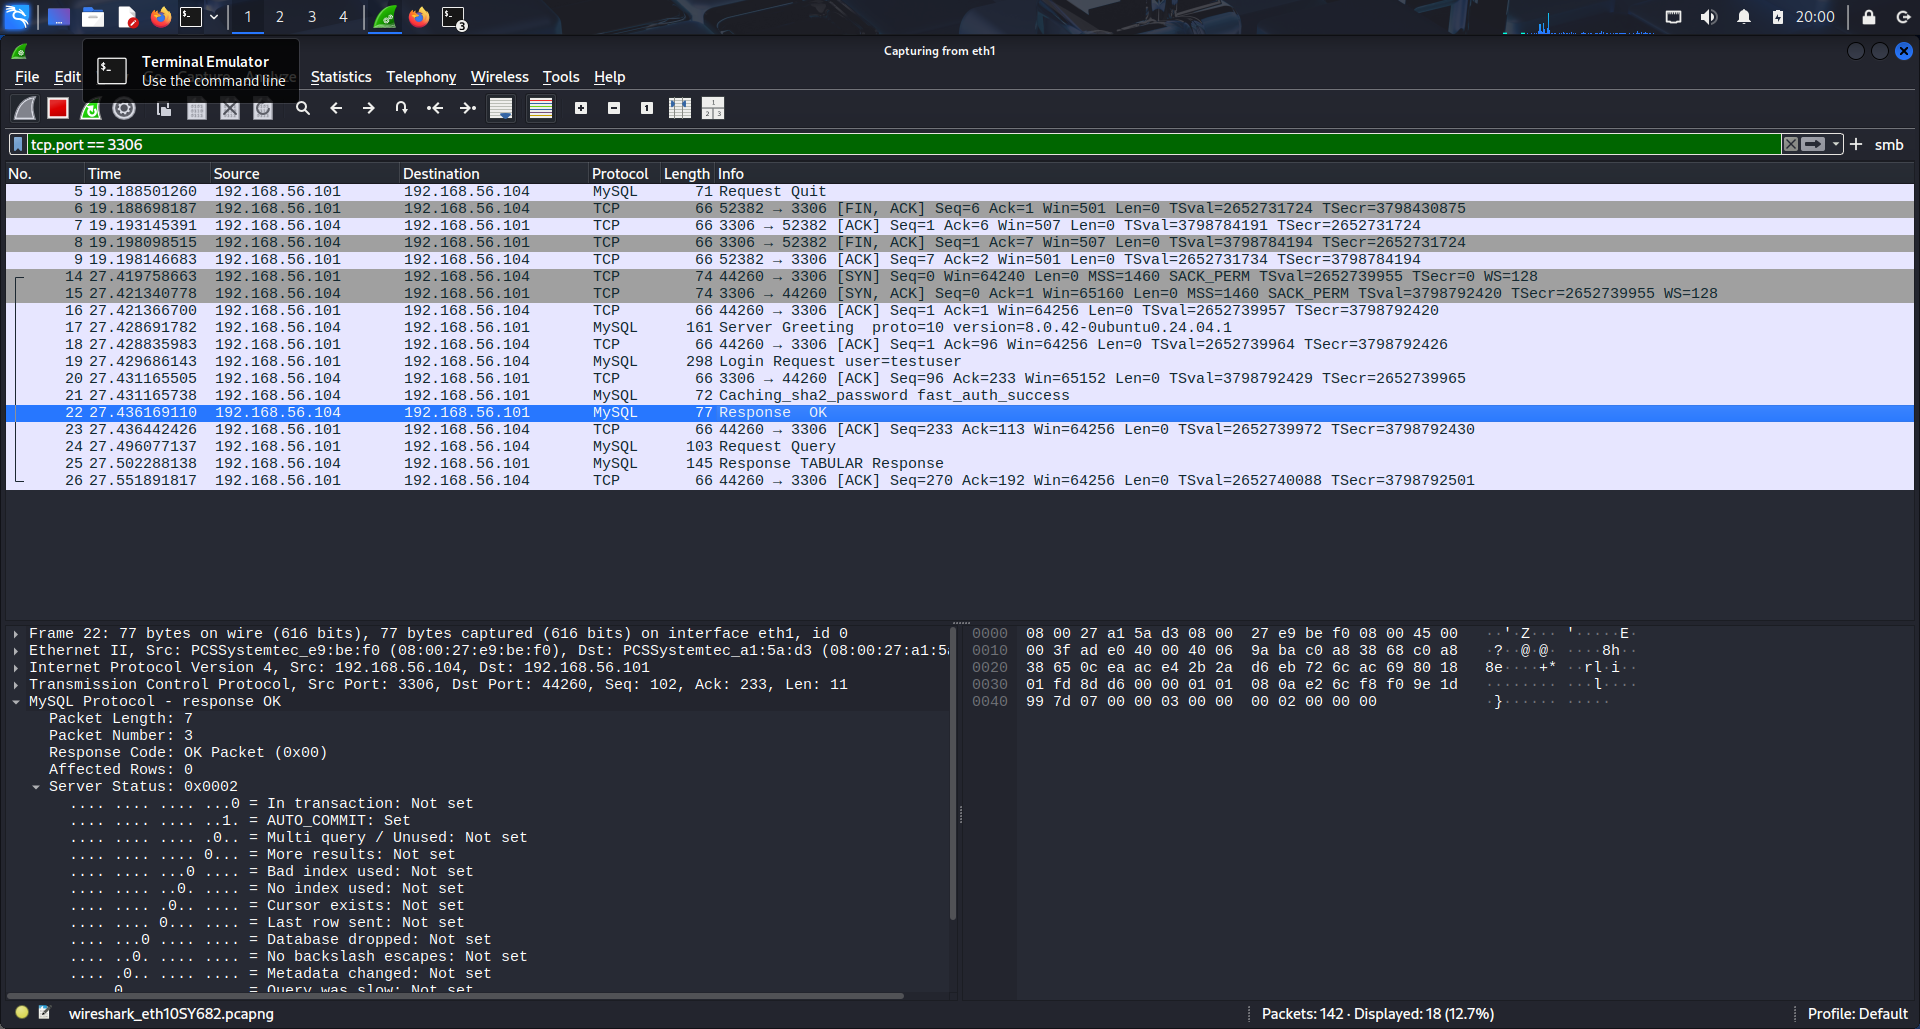 1 2 3 4 3 20:00
Capturing from eth1
Terminal Emulator
Use the command line
File Edit Statistics Telephony Wireless Tools Help
tcp.port == 3306 smb
No. Time Source Destination Protocol Length Info
5 19.188501260 192.168.56.101 192.168.56.104 MySQL 71 Request Quit
6 19.188698187 192.168.56.101 192.168.56.104 TCP 66 52382 → 3306 [FIN, ACK] Seq=6 Ack=1 Win=501 Len=0 TSval=2652731724 TSecr=3798430875
7 19.193145391 192.168.56.104 192.168.56.101 TCP 66 3306 → 52382 [ACK] Seq=1 Ack=6 Win=507 Len=0 TSval=3798784191 TSecr=2652731724
8 19.198098515 192.168.56.104 192.168.56.101 TCP 66 3306 → 52382 [FIN, ACK] Seq=1 Ack=7 Win=507 Len=0 TSval=3798784194 TSecr=2652731724
9 19.198146683 192.168.56.101 192.168.56.104 TCP 66 52382 → 3306 [ACK] Seq=7 Ack=2 Win=501 Len=0 TSval=2652731734 TSecr=3798784194
14 27.419758663 192.168.56.101 192.168.56.104 TCP 74 44260 → 3306 [SYN] Seq=0 Win=64240 Len=0 MSS=1460 SACK_PERM TSval=2652739955 TSecr=0 WS=128
15 27.421340778 192.168.56.104 192.168.56.101 TCP 74 3306 → 44260 [SYN, ACK] Seq=0 Ack=1 Win=65160 Len=0 MSS=1460 SACK_PERM TSval=3798792420 TSecr=2652739955 WS=128
16 27.421366700 192.168.56.101 192.168.56.104 TCP 66 44260 → 3306 [ACK] Seq=1 Ack=1 Win=64256 Len=0 TSval=2652739957 TSecr=3798792420
17 27.428691782 192.168.56.104 192.168.56.101 MySQL 161 Server Greeting  proto=10 version=8.0.42-0ubuntu0.24.04.1
18 27.428835983 192.168.56.101 192.168.56.104 TCP 66 44260 → 3306 [ACK] Seq=1 Ack=96 Win=64256 Len=0 TSval=2652739964 TSecr=3798792426
19 27.429686143 192.168.56.101 192.168.56.104 MySQL 298 Login Request user=testuser
20 27.431165505 192.168.56.104 192.168.56.101 TCP 66 3306 → 44260 [ACK] Seq=96 Ack=233 Win=65152 Len=0 TSval=3798792429 TSecr=2652739965
21 27.431165738 192.168.56.104 192.168.56.101 MySQL 72 Caching_sha2_password fast_auth_success
22 27.436169110 192.168.56.104 192.168.56.101 MySQL 77 Response  OK
23 27.436442426 192.168.56.101 192.168.56.104 TCP 66 44260 → 3306 [ACK] Seq=233 Ack=113 Win=64256 Len=0 TSval=2652739972 TSecr=3798792430
24 27.496077137 192.168.56.101 192.168.56.104 MySQL 103 Request Query
25 27.502288138 192.168.56.104 192.168.56.101 MySQL 145 Response TABULAR Response
26 27.551891817 192.168.56.101 192.168.56.104 TCP 66 44260 → 3306 [ACK] Seq=270 Ack=192 Win=64256 Len=0 TSval=2652740088 TSecr=3798792501
Frame 22: 77 bytes on wire (616 bits), 77 bytes captured (616 bits) on interface eth1, id 0
Ethernet II, Src: PCSSystemtec_e9:be:f0 (08:00:27:e9:be:f0), Dst: PCSSystemtec_a1:5a:d3 (08:00:27:a1:5a
Internet Protocol Version 4, Src: 192.168.56.104, Dst: 192.168.56.101
Transmission Control Protocol, Src Port: 3306, Dst Port: 44260, Seq: 102, Ack: 233, Len: 11
MySQL Protocol - response OK
Packet Length: 7
Packet Number: 3
Response Code: OK Packet (0x00)
Affected Rows: 0
Server Status: 0x0002
.... .... .... ...0 = In transaction: Not set
.... .... .... ..1. = AUTO_COMMIT: Set
.... .... .... .0.. = Multi query / Unused: Not set
.... .... .... 0... = More results: Not set
.... .... ...0 .... = Bad index used: Not set
.... .... ..0. .... = No index used: Not set
.... .... .0.. .... = Cursor exists: Not set
.... .... 0... .... = Last row sent: Not set
.... ...0 .... .... = Database dropped: Not set
.... ..0. .... .... = No backslash escapes: Not set
.... .0.. .... .... = Metadata changed: Not set
.... 0... .... .... = Query was slow: Not set
0000 08 00 27 a1 5a d3 08 00 27 e9 be f0 08 00 45 00 ··'·Z··· '·····E·
0010 00 3f ad e0 40 00 40 06 9a ba c0 a8 38 68 c0 a8 ·?··@·@· ····8h··
0020 38 65 0c ea ac e4 2b 2a d6 eb 72 6c ac 69 80 18 8e····+* ··rl·i··
0030 01 fd 8d d6 00 00 01 01 08 0a e2 6c f8 f0 9e 1d ········ ···l····
0040 99 7d 07 00 00 03 00 00 00 02 00 00 00 ·}······ ·····
wireshark_eth10SY682.pcapng Packets: 142 · Displayed: 18 (12.7%) Profile: Default